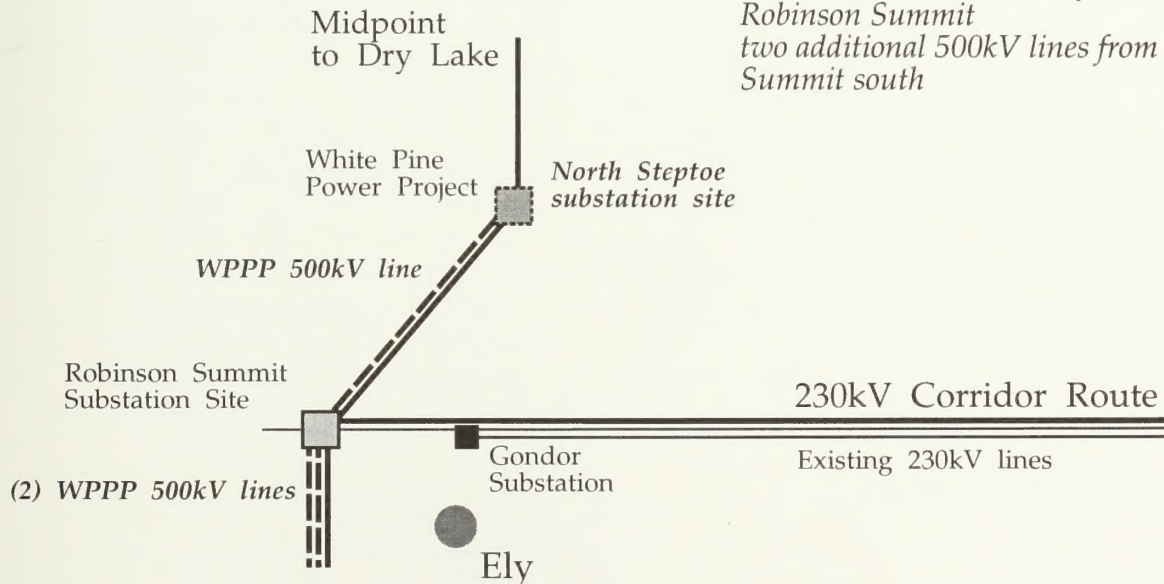 Midpoint
to Dry Lake
Robinson Summit
two additional 500kV lines from
Summit south
White Pine
Power Project
North Steptoe
substation site
WPPP 500kV line
Robinson Summit
Substation Site
230kV Corridor Route
Gondor
Substation
Existing 230kV lines
(2) WPPP 500kV lines
Ely